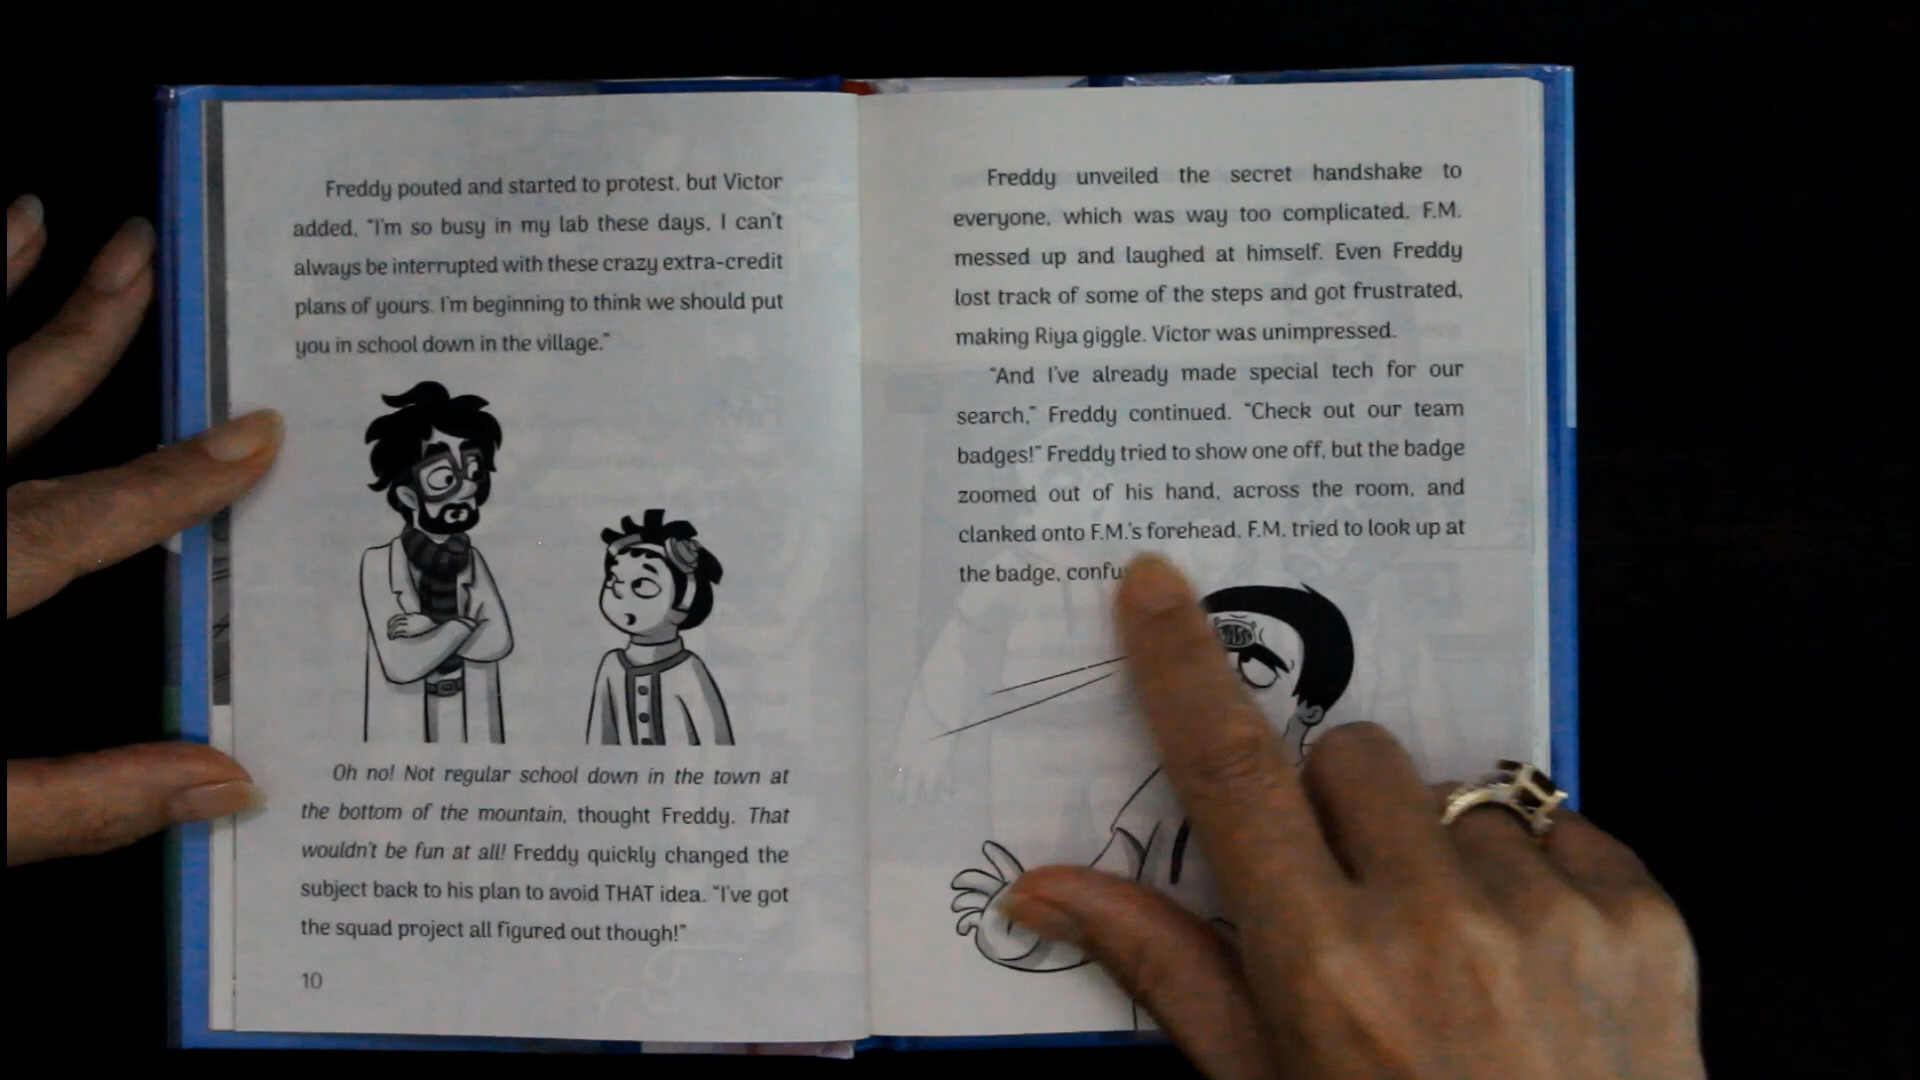 Freddy pouted and started to protest, but Victor
added, “I’m so busy in my lab these days, I can’t
always be interrupted with these crazy extra-credit
plans of yours. I’m beginning to think we should put
you in school down in the village.”
Oh no! Not regular school down in the town at
the bottom of the mountain, thought Freddy. That
wouldn’t be fun at all! Freddy quickly changed the
subject back to his plan to avoid THAT idea. “I’ve got
the squad project all figured out though!”
10
Freddy unveiled the secret handshake to
everyone, which was way too complicated. F.M.
messed up and laughed at himself. Even Freddy
lost track of some of the steps and got frustrated,
making Riya giggle. Victor was unimpressed.
“And I’ve already made special tech for our
search,” Freddy continued. “Check out our team
badges!” Freddy tried to show one off, but the badge
zoomed out of his hand, across the room, and
clanked onto F.M.’s forehead. F.M. tried to look up at
the badge,